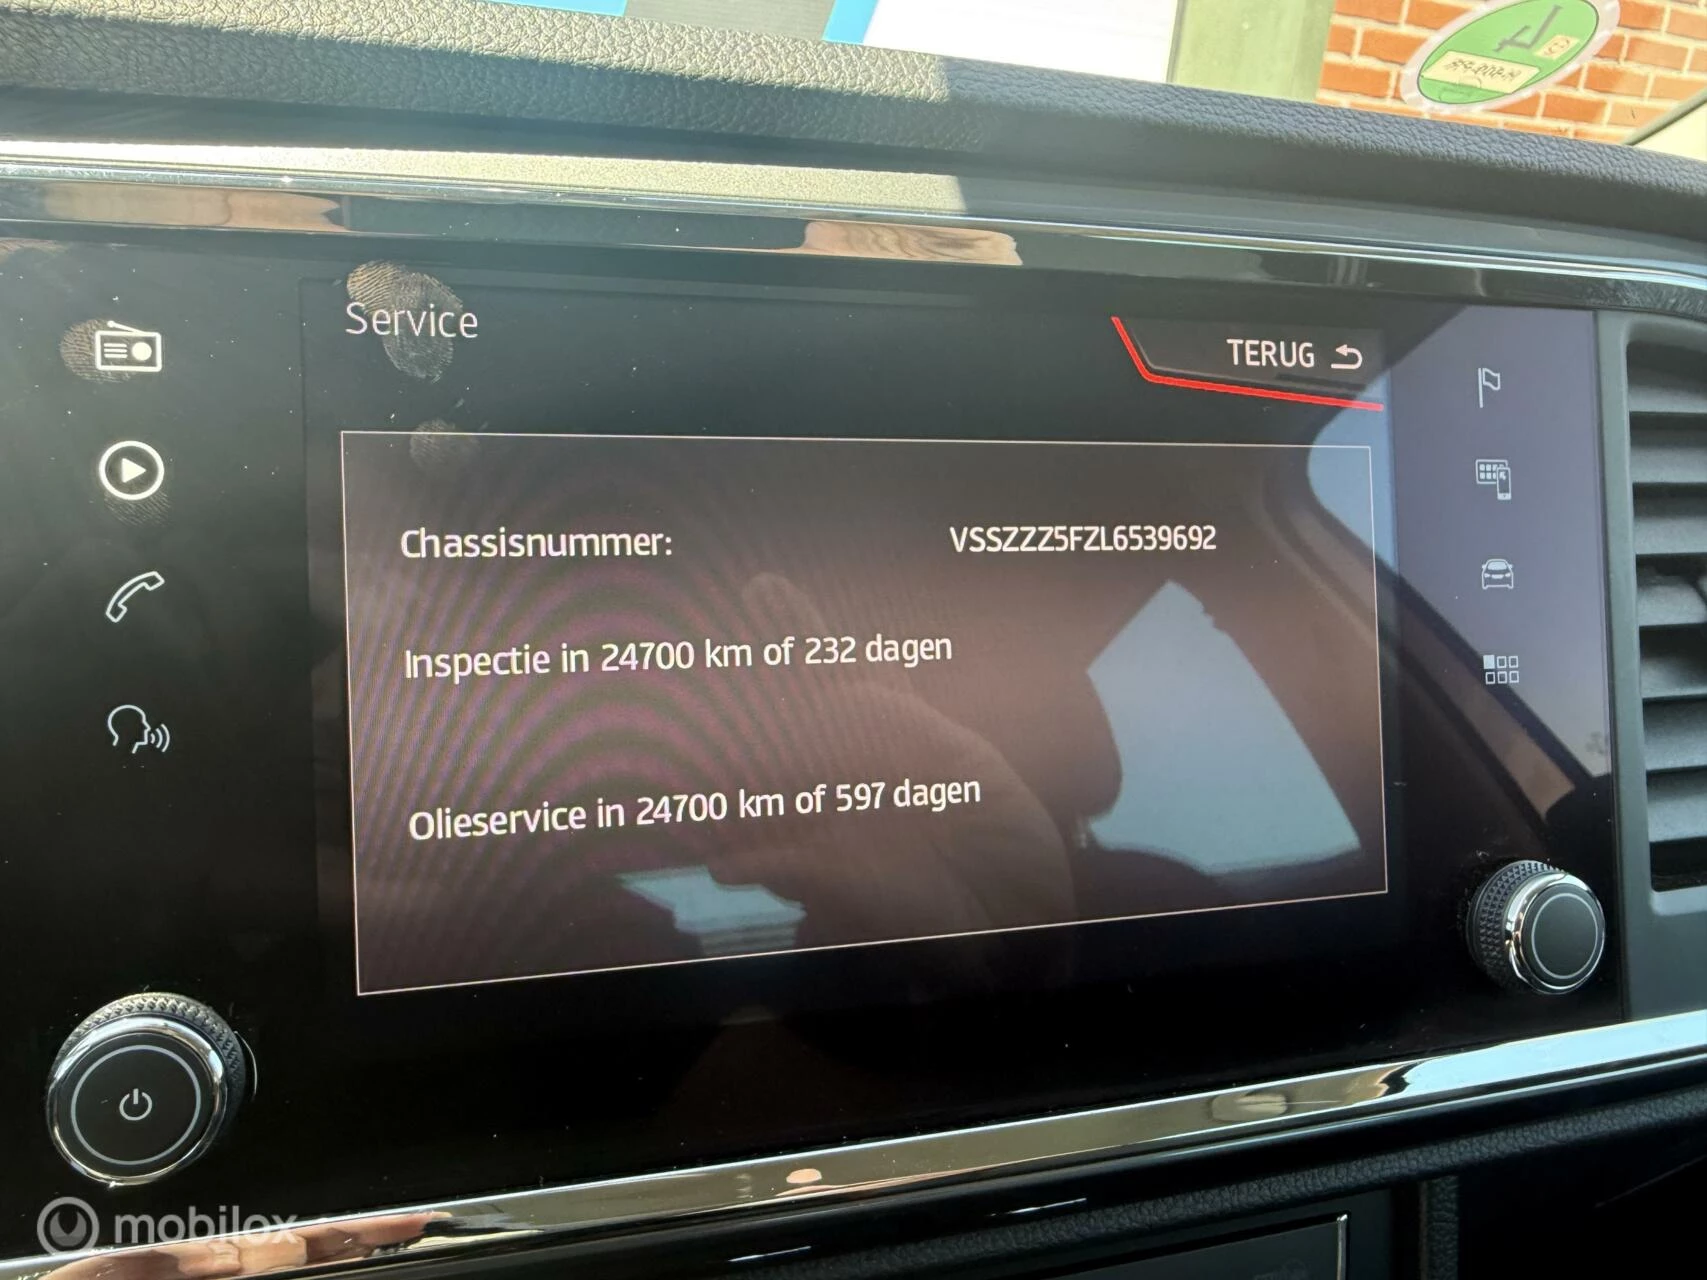 Service
TERUG
Chassisnummer: VSSZZZ5FZL6539692
Inspectie in 24700 km of 232 dagen
Olieservice in 24700 km of 597 dagen
mobilox